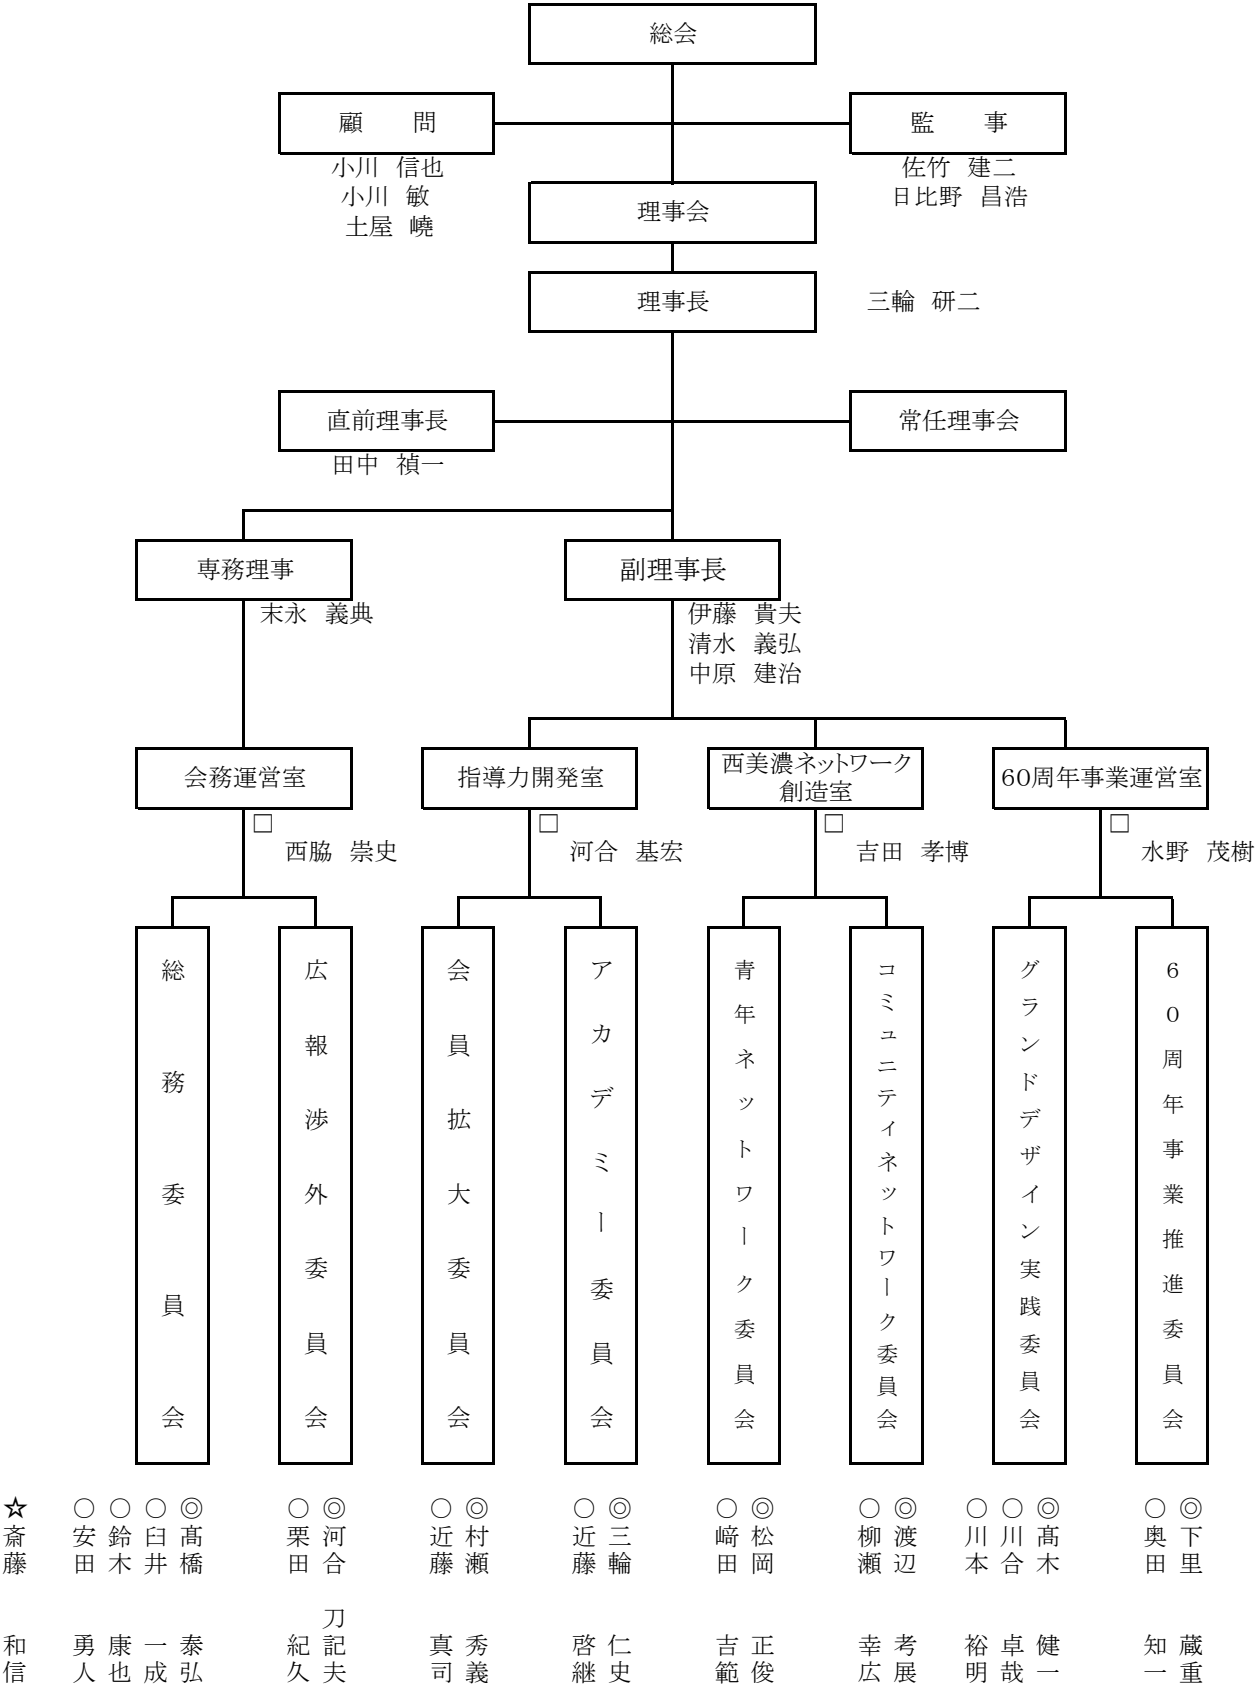 総会
顧　問
監　事
小川 信也
小川 敏
土屋 嶢
佐竹 建二
日比野 昌浩
理事会
理事長
三輪 研二
直前理事長
常任理事会
田中 禎一
専務理事
副理事長
末永 義典
伊藤 貴夫
清水 義弘
中原 建治
会務運営室
指導力開発室
西美濃ネットワーク
創造室
60周年事業運営室
□
西脇 崇史
□
河合 基宏
□
吉田 孝博
□
水野 茂樹
総務委員会
広報渉外委員会
会員拡大委員会
アカデミー委員会
青年ネットワーク委員会
コミュニティネットワーク委員会
グランドデザイン実践委員会
60周年事業推進委員会
☆斎藤 和信
○安田 勇人
○鈴木 康也
○臼井 一成
◎髙橋 泰弘
○栗田 紀久
◎河合 刀記夫
○近藤 真司
◎村瀬 秀義
○近藤 啓継
◎三輪 仁史
○﨑田 吉範
◎松岡 正俊
○柳瀬 幸広
◎渡辺 考展
○川本 裕明
○川合 卓哉
◎髙木 健一
○奥田 知一
◎下里 蔵重